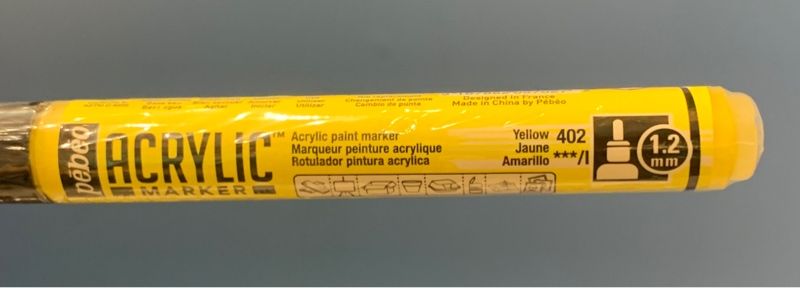 Changement de pointe
Cambio de punta
Designed in France
Made in China by Pébéo
pébéo
ACRYLIC™
MARKER
Acrylic paint marker
Marqueur peinture acrylique
Rotulador pintura acrylica
Yellow 402
Jaune
Amarillo ***/I
1.2
mm